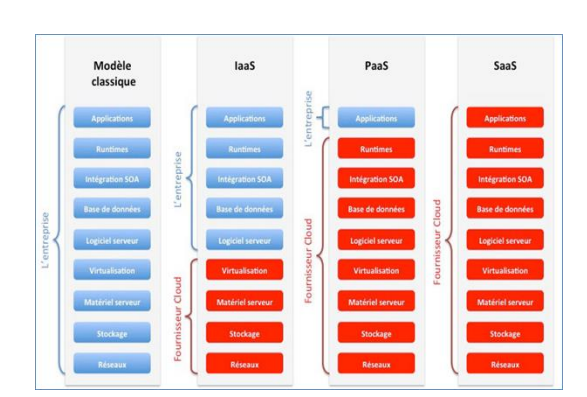 Modèle
classique
IaaS
PaaS
SaaS
L'entreprise
Applications
Runtimes
Intégration SOA
Base de données
Logiciel serveur
Virtualisation
Matériel serveur
Stockage
Réseaux
L'entreprise
Fournisseur Cloud
Applications
Runtimes
Intégration SOA
Base de données
Logiciel serveur
Virtualisation
Matériel serveur
Stockage
Réseaux
L'entreprise
Fournisseur Cloud
Applications
Runtimes
Intégration SOA
Base de données
Logiciel serveur
Virtualisation
Matériel serveur
Stockage
Réseaux
Fournisseur Cloud
Applications
Runtimes
Intégration SOA
Base de données
Logiciel serveur
Virtualisation
Matériel serveur
Stockage
Réseaux